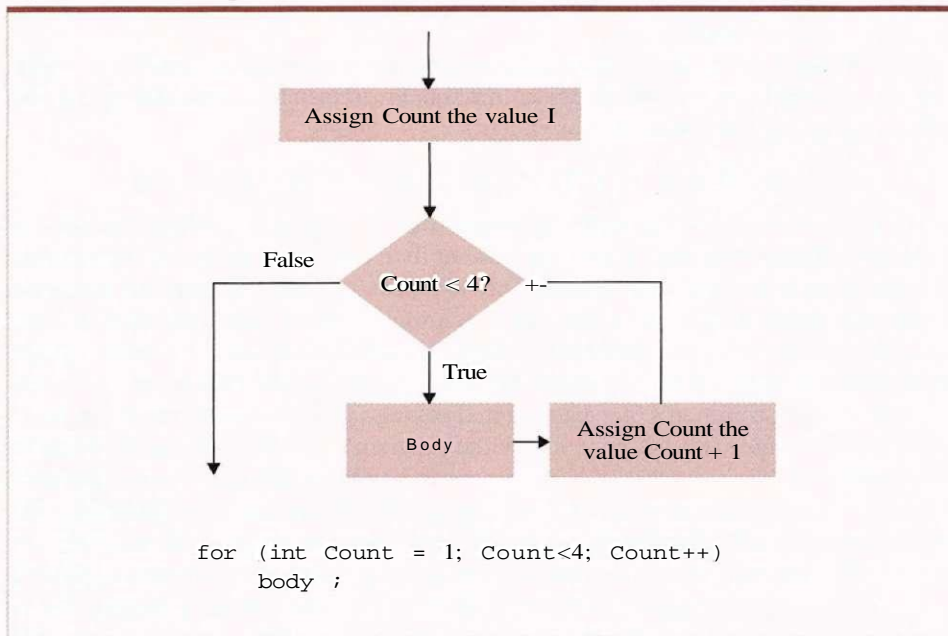 Assign Count the value I
False
Count < 4?
+-
True
Body
Assign Count the
value Count + 1
for (int Count = 1; Count<4; Count++)
body ;